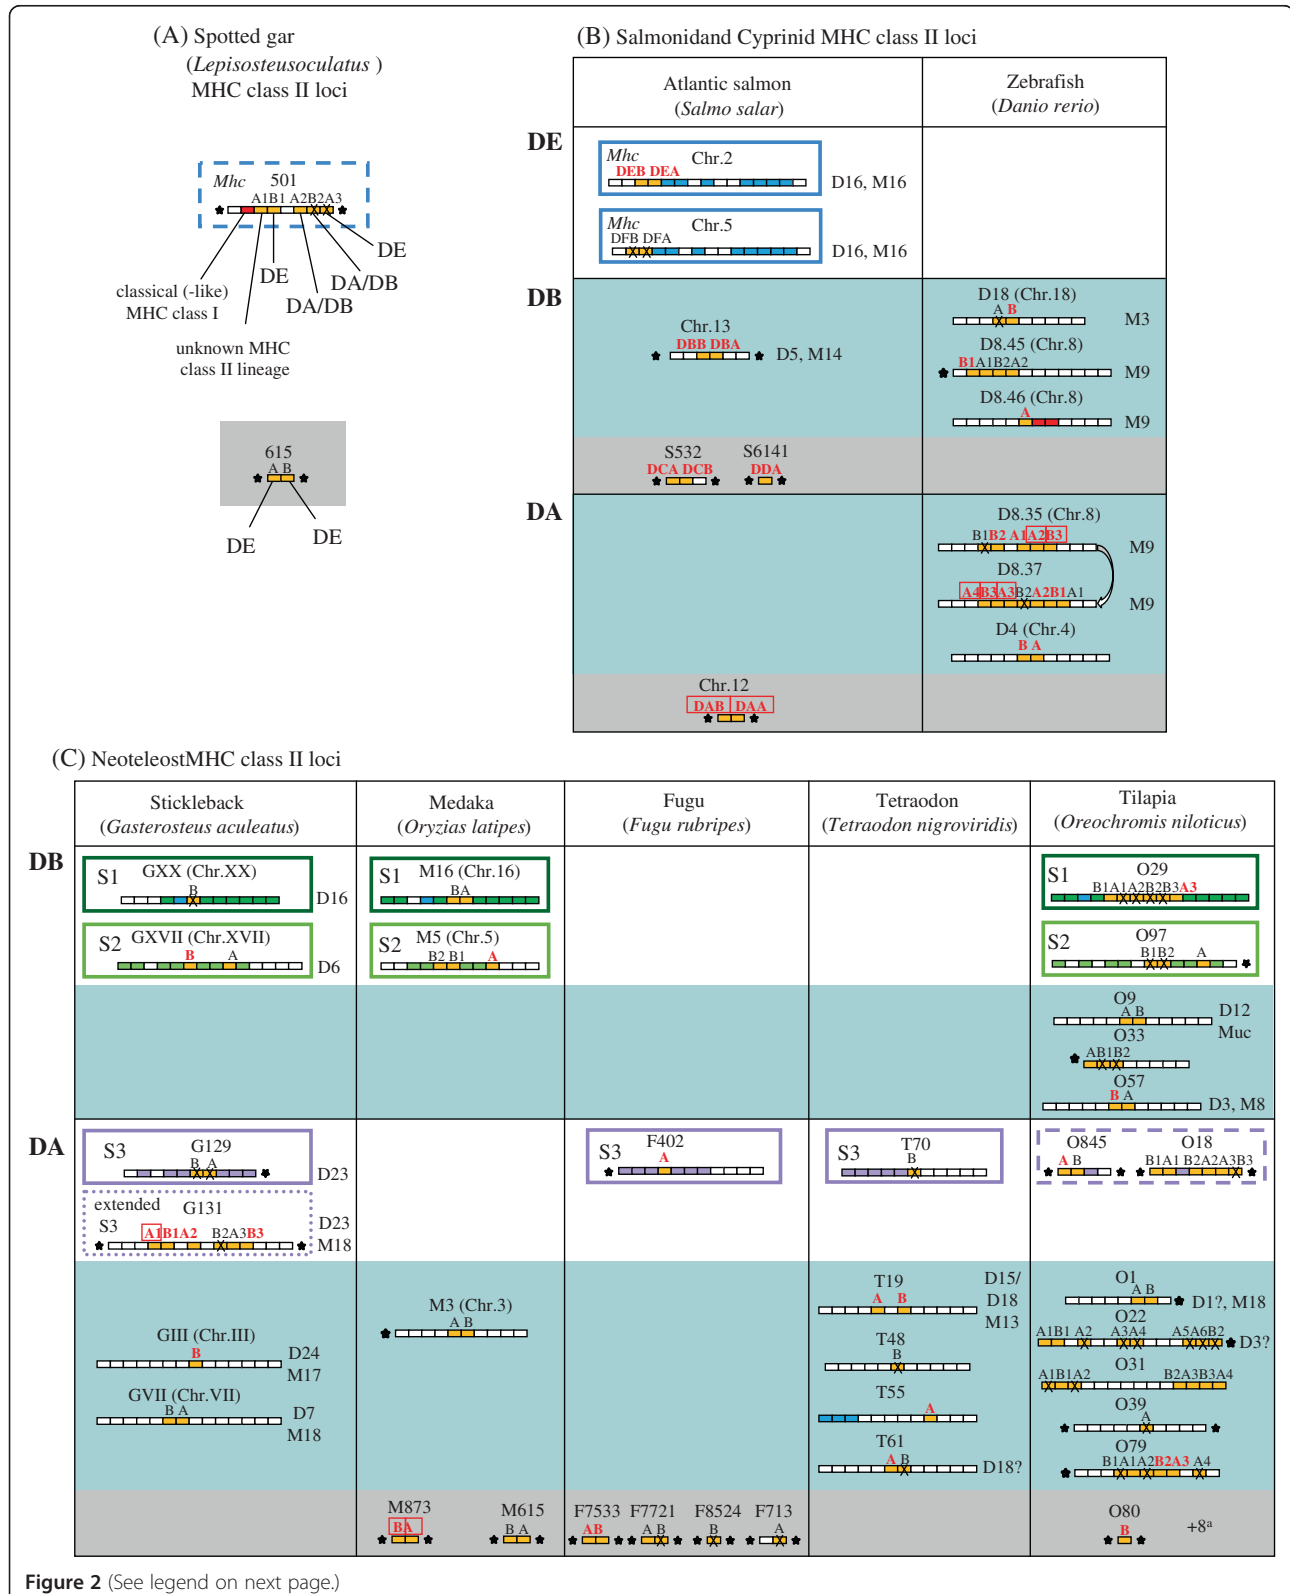 (A) Spotted gar
(Lepisosteusoculatus )
MHC class II loci
Mhc 501
A1B1 A2B2A3
DE
DA/DB
DA/DB
DE
classical (-like)
MHC class I
unknown MHC
class II lineage
615
A B
DE
DE
(B) Salmonidand Cyprinid MHC class II loci
Atlantic salmon
(Salmo salar)
Zebrafish
(Danio rerio)
DE
Mhc Chr.2
DEB DEA
D16, M16
Mhc Chr.5
DFB DFA
D16, M16
DB
Chr.13
DBB DBA
D5, M14
D18 (Chr.18)
A B
M3
D8.45 (Chr.8)
B1A1B2A2
M9
D8.46 (Chr.8)
A
M9
S532 S6141
DCA DCB DDA
DA
D8.35 (Chr.8)
B1B2 A1A2B3
M9
D8.37
A4B3A3B2A2B1A1
M9
D4 (Chr.4)
B A
Chr.12
DAB DAA
(C) NeoteleostMHC class II loci
Stickleback
(Gasterosteus aculeatus)
Medaka
(Oryzias latipes)
Fugu
(Fugu rubripes)
Tetraodon
(Tetraodon nigroviridis)
Tilapia
(Oreochromis niloticus)
DB
S1 GXX (Chr.XX)
B
D16
S1 M16 (Chr.16)
BA
S1 O29
B1A1A2B2B3A3
S2 GXVII (Chr.XVII)
B A
D6
S2 M5 (Chr.5)
B2 B1 A
S2 O97
B1B2 A
O9
A B
D12
Muc
O33
AB1B2
O57
B A
D3, M8
DA
S3 G129
B A
D23
S3 F402
A
S3 T70
B
O845 O18
A B B1A1 B2A2A3B3
extended
S3 G131
A1B1A2 B2A3B3
D23
M18
GIII (Chr.III)
B
D24
M17
GVII (Chr.VII)
B A
D7
M18
M3 (Chr.3)
A B
T19
A B
D15/
D18
M13
T48
B
T55
A
T61
A B
D18?
O1
A B
D1?, M18
O22
A1B1 A2 A3A4 A5A6B2
D3?
O31
A1B1A2 B2A3B3A4
O39
A
O79
B1A1A2B2A3 A4
M873 M615
BA B A
F7533 F7721 F8524 F713
AB A B B A
O80
B
+8a
Figure 2 (See legend on next page.)